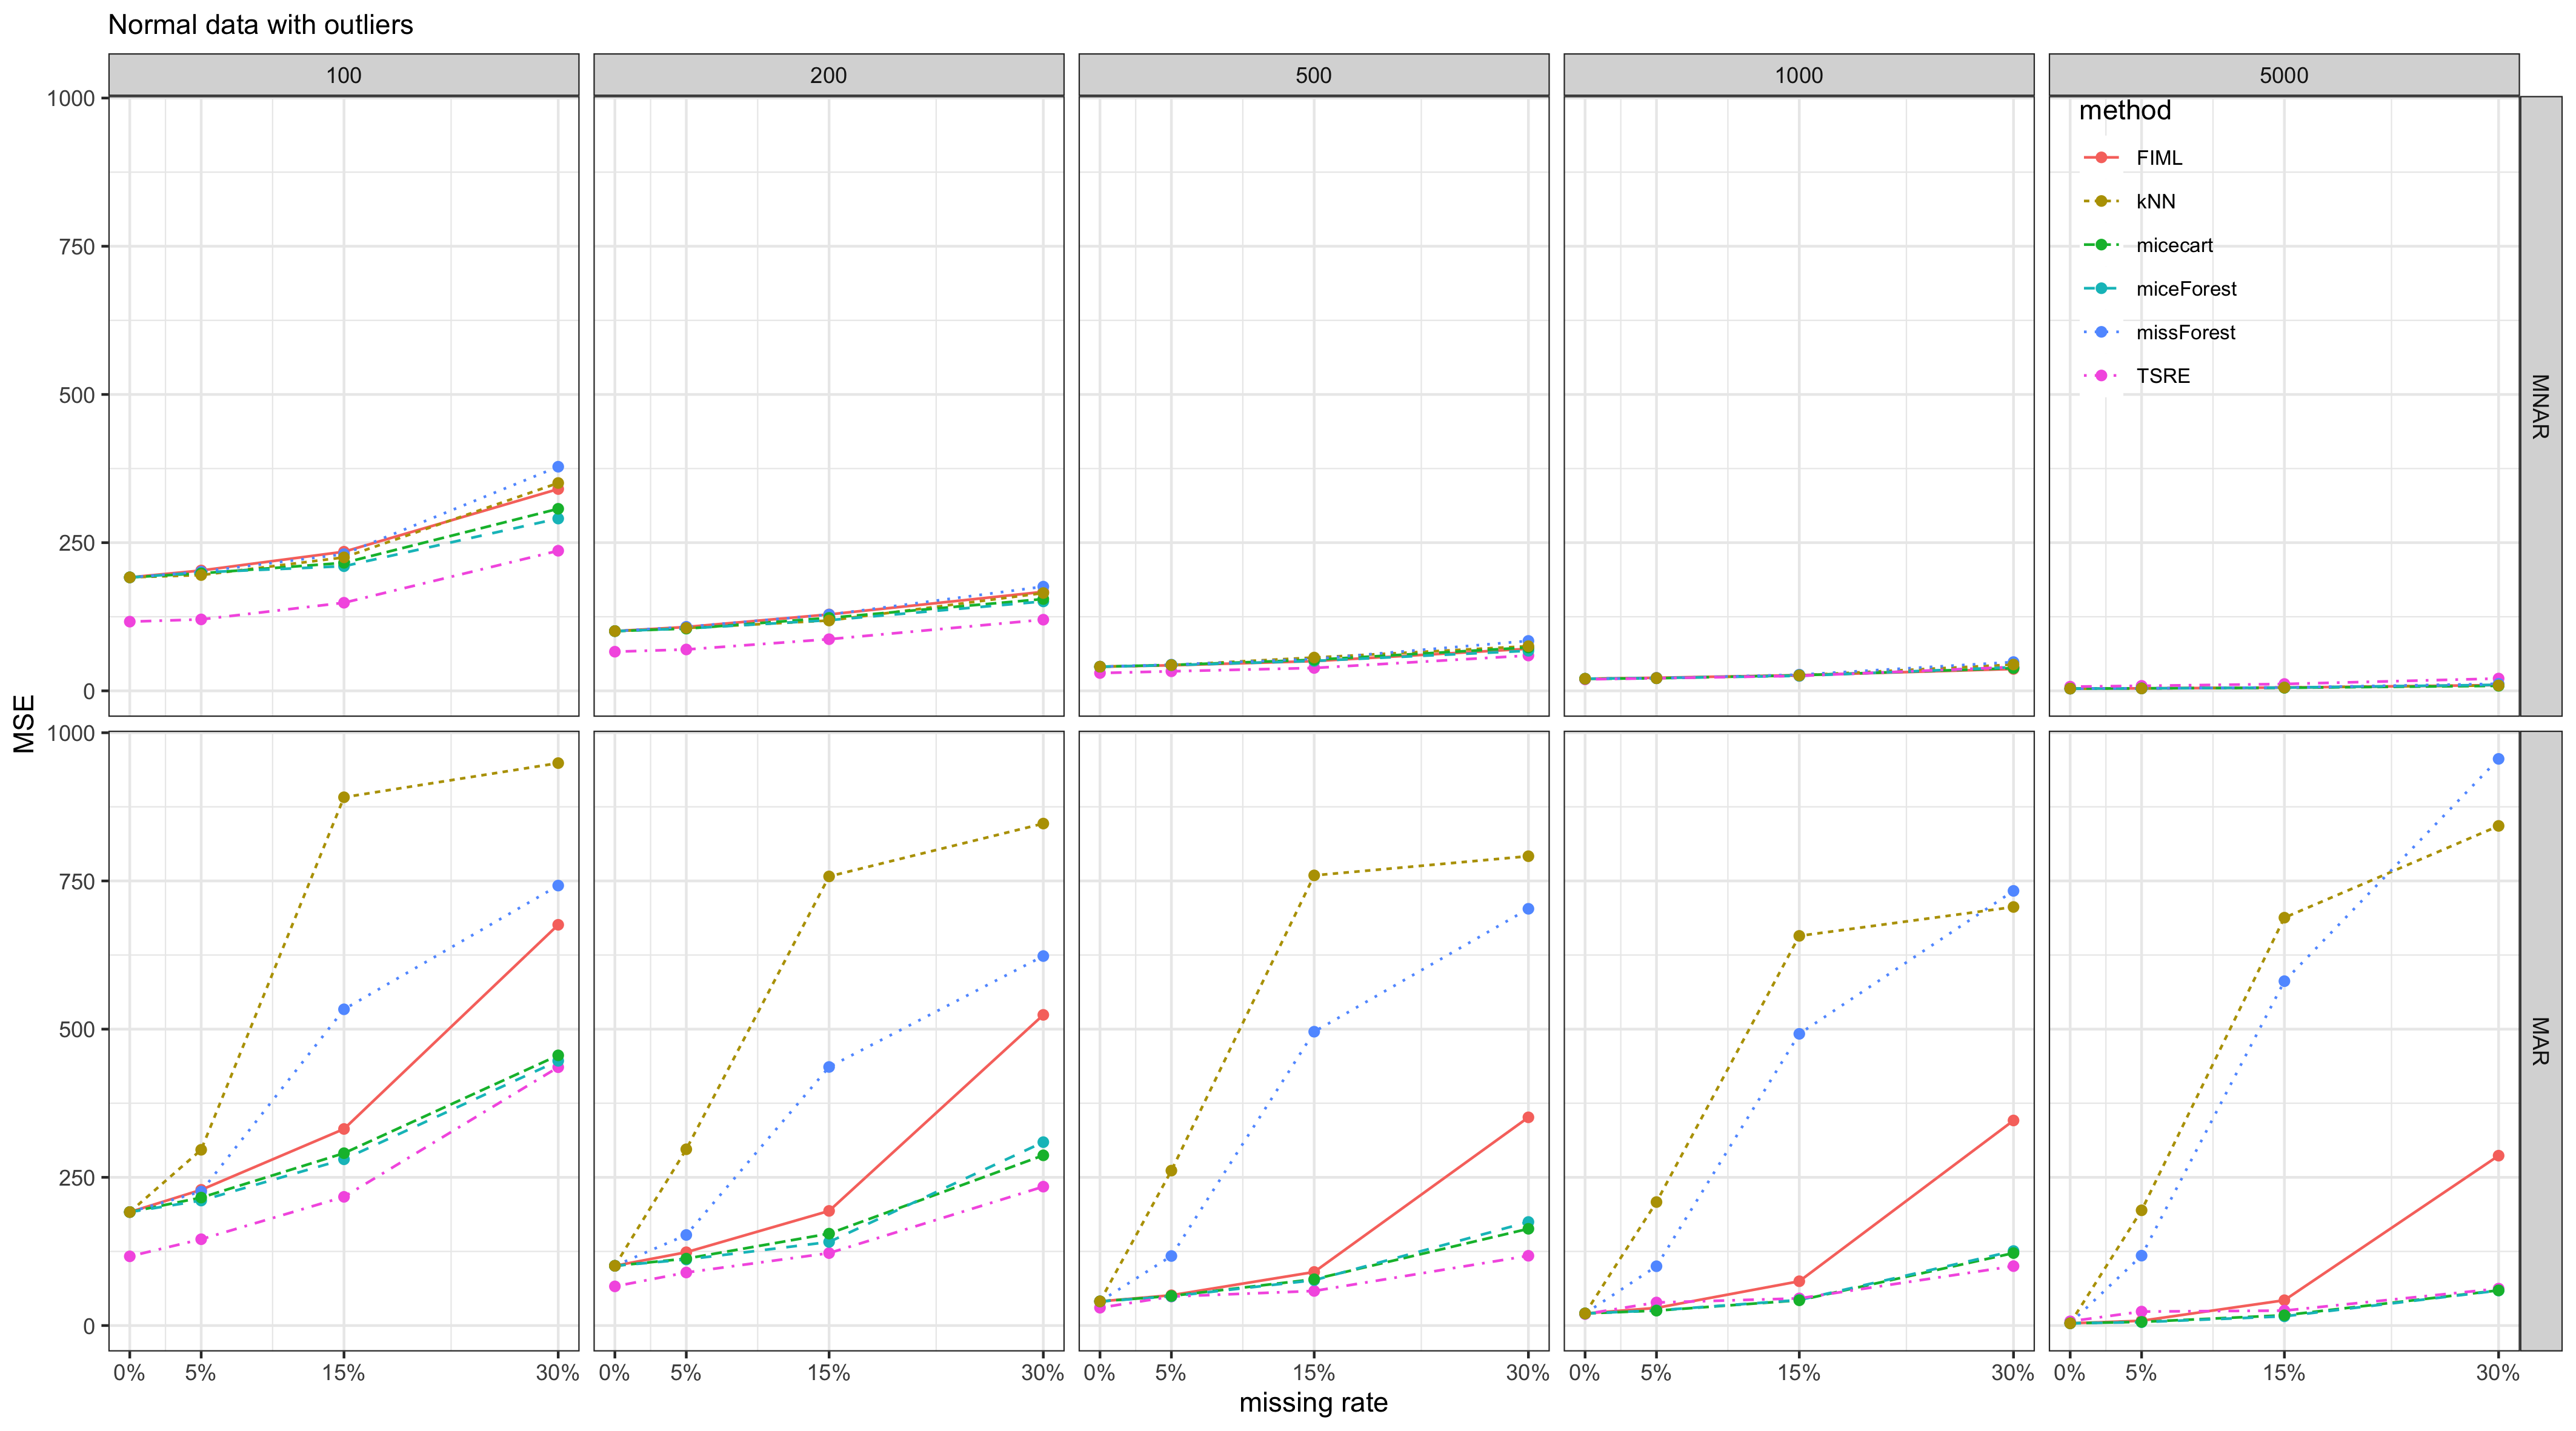 Normal data with outliers
100 200 500 1000 5000
1000
750
500
250
0
method
FIML
kNN
micecart
miceForest
missForest
TSRE
MNAR
MSE
1000
750
500
250
0
MAR
0% 5% 15% 30% 0% 5% 15% 30% 0% 5% 15% 30% 0% 5% 15% 30% 0% 5% 15% 30%
missing rate